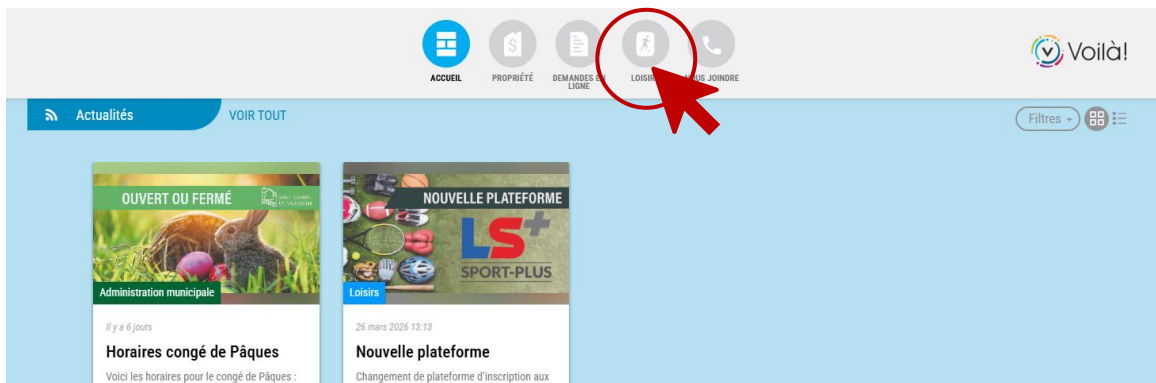 ACCUEIL
PROPRIÉTÉ
DEMANDES EN
LIGNE
NOUS JOINDRE
Voilà!
Actualités
VOIR TOUT
Filtres
OUVERT OU FERMÉ
Administration municipale
Il y a 6 jours
Horaires congé de Pâques
Voici les horaires pour le congé de Pâques :
NOUVELLE PLATEFORME
LS+
SPORT-PLUS
Loisirs
26 mars 2026 13:13
Nouvelle plateforme
Changement de plateforme d'inscription aux